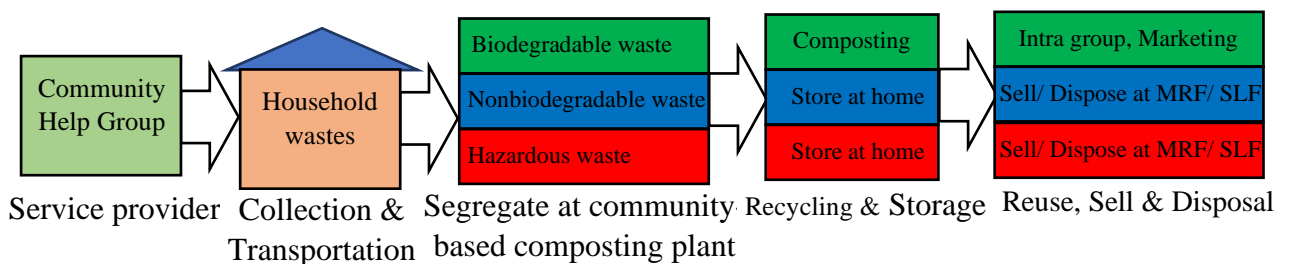 Community
Help Group
Service provider
Household
wastes
Collection &
Transportation
Biodegradable waste
Nonbiodegradable waste
Hazardous waste
Segregate at community
based composting plant
Composting
Store at home
Store at home
Recycling & Storage
Intra group, Marketing
Sell/ Dispose at MRF/ SLF
Sell/ Dispose at MRF/ SLF
Reuse, Sell & Disposal